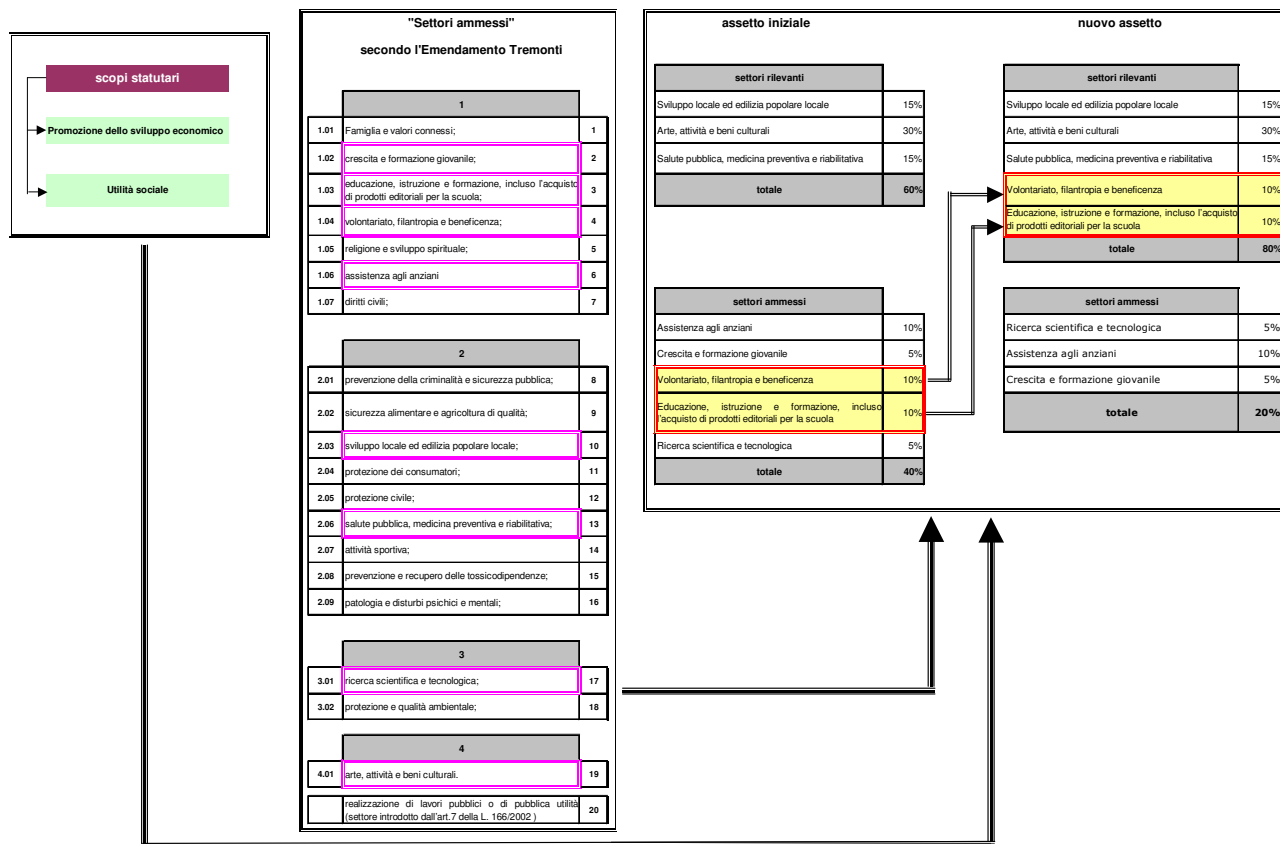 scopi statutari
Promozione dello sviluppo economico
Utilità sociale
"Settori ammessi"
secondo l'Emendamento Tremonti
1
1.01 Famiglia e valori connessi; 1
1.02 crescita e formazione giovanile; 2
1.03 educazione, istruzione e formazione, incluso l'acquisto
di prodotti editoriali per la scuola; 3
1.04 volontariato, filantropia e beneficenza; 4
1.05 religione e sviluppo spirituale; 5
1.06 assistenza agli anziani 6
1.07 diritti civili; 7
2
2.01 prevenzione della criminalità e sicurezza pubblica; 8
2.02 sicurezza alimentare e agricoltura di qualità; 9
2.03 sviluppo locale ed edilizia popolare locale; 10
2.04 protezione dei consumatori; 11
2.05 protezione civile; 12
2.06 salute pubblica, medicina preventiva e riabilitativa; 13
2.07 attività sportiva; 14
2.08 prevenzione e recupero delle tossicodipendenze; 15
2.09 patologia e disturbi psichici e mentali; 16
3
3.01 ricerca scientifica e tecnologica; 17
3.02 protezione e qualità ambientale; 18
4
4.01 arte, attività e beni culturali. 19
realizzazione di lavori pubblici o di pubblica utilità
(settore introdotto dall'art.7 della L. 166/2002 ) 20
assetto iniziale
settori rilevanti
Sviluppo locale ed edilizia popolare locale 15%
Arte, attività e beni culturali 30%
Salute pubblica, medicina preventiva e riabilitativa 15%
totale 60%
settori ammessi
Assistenza agli anziani 10%
Crescita e formazione giovanile 5%
Volontariato, filantropia e beneficenza 10%
Educazione, istruzione e formazione, incluso
l'acquisto di prodotti editoriali per la scuola 10%
Ricerca scientifica e tecnologica 5%
totale 40%
nuovo assetto
settori rilevanti
Sviluppo locale ed edilizia popolare locale 15%
Arte, attività e beni culturali 30%
Salute pubblica, medicina preventiva e riabilitativa 15%
Volontariato, filantropia e beneficenza 10%
Educazione, istruzione e formazione, incluso l'acquisto
di prodotti editoriali per la scuola 10%
totale 80%
settori ammessi
Ricerca scientifica e tecnologica 5%
Assistenza agli anziani 10%
Crescita e formazione giovanile 5%
totale 20%